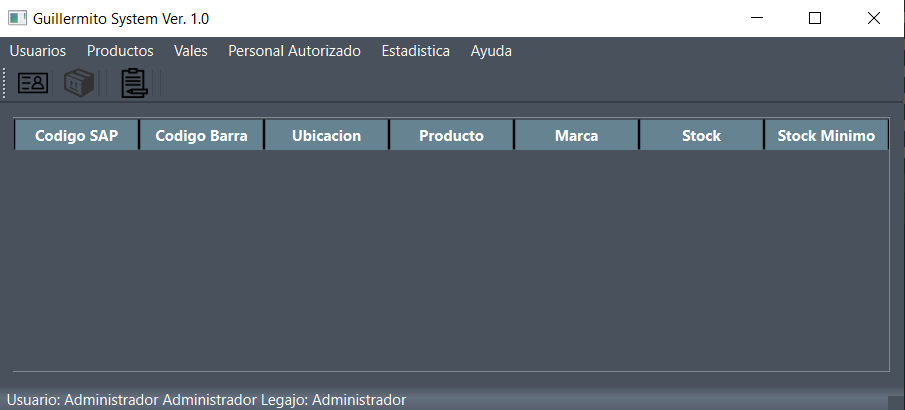 Guillermito System Ver. 1.0
Usuarios Productos Vales Personal Autorizado Estadistica Ayuda
Codigo SAP Codigo Barra Ubicacion Producto Marca Stock Stock Minimo
Usuario: Administrador Administrador Legajo: Administrador